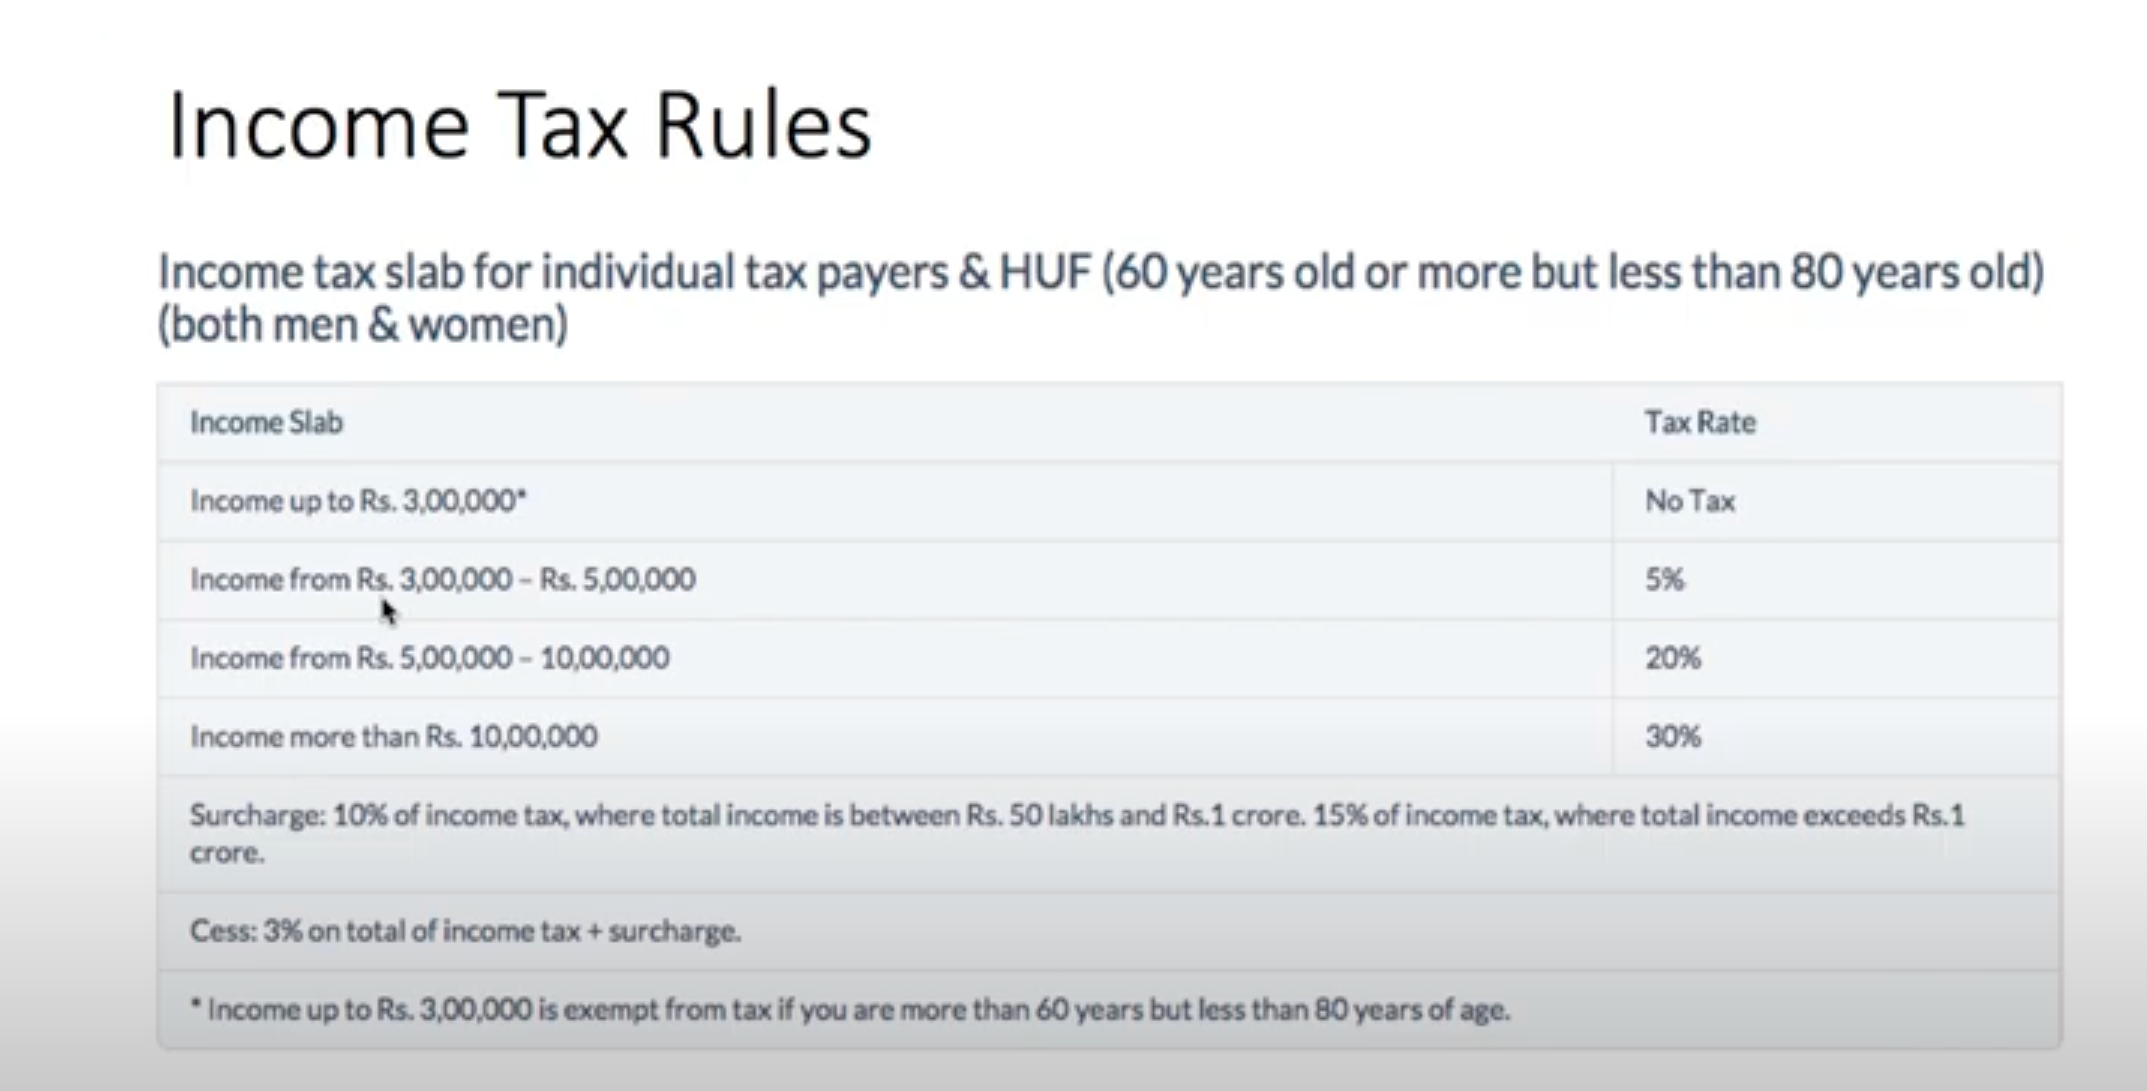 Income Tax Rules
Income tax slab for individual tax payers & HUF (60 years old or more but less than 80 years old)
(both men & women)
Income Slab Tax Rate
Income up to Rs. 3,00,000* No Tax
Income from Rs. 3,00,000 – Rs. 5,00,000 5%
Income from Rs. 5,00,000 – 10,00,000 20%
Income more than Rs. 10,00,000 30%
Surcharge: 10% of income tax, where total income is between Rs. 50 lakhs and Rs.1 crore. 15% of income tax, where total income exceeds Rs.1
crore.
Cess: 3% on total of income tax + surcharge.
* Income up to Rs. 3,00,000 is exempt from tax if you are more than 60 years but less than 80 years of age.